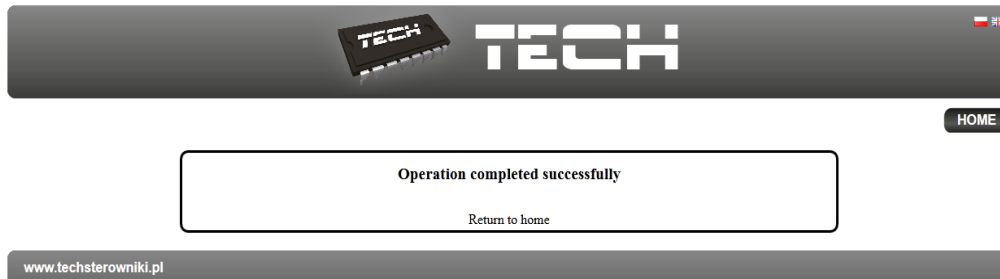 TECH
TECH
HOME
Operation completed successfully
Return to home
www.techsterowniki.pl